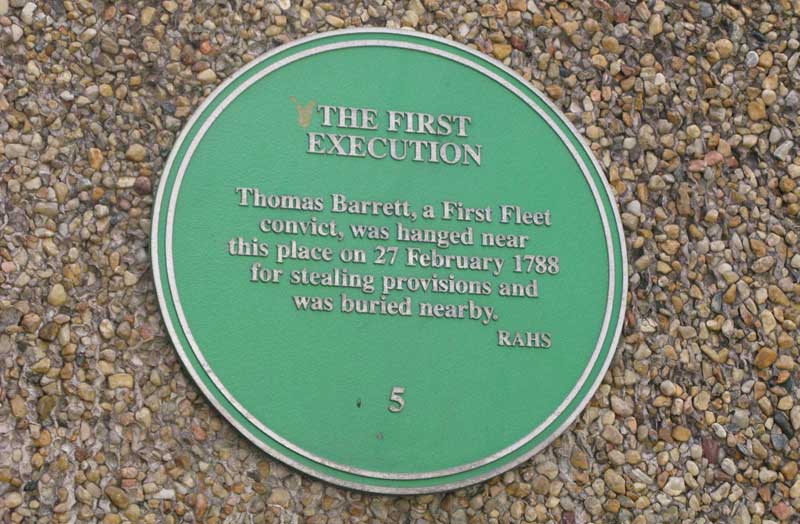 THE FIRST
EXECUTION
Thomas Barrett, a First Fleet
convict, was hanged near
this place on 27 February 1788
for stealing provisions and
was buried nearby.
RAHS
5